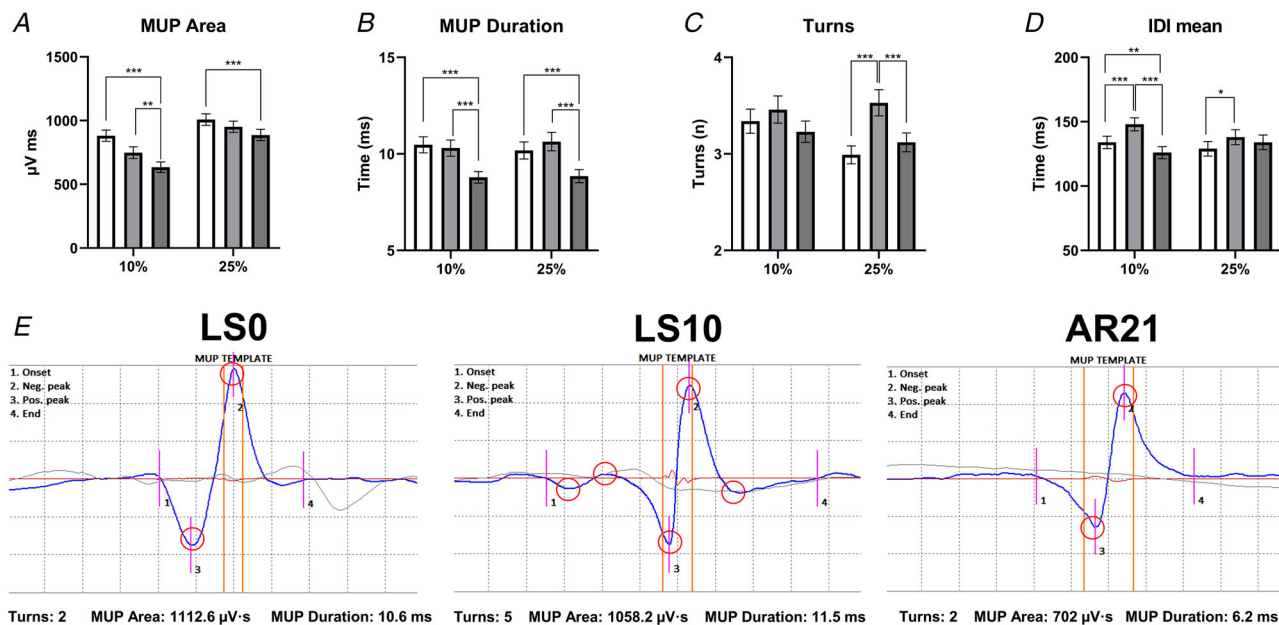 A MUP Area
B MUP Duration
C Turns
D IDI mean
1500
1000
500
0
µV ms
***
**
***
10%
25%
15
10
5
Time (ms)
***
***
***
***
10%
25%
4
3
2
Turns (n)
***
***
10%
25%
200
150
100
50
Time (ms)
**
***
***
*
10%
25%
E
LS0
MUP TEMPLATE
1. Onset
2. Neg. peak
3. Pos. peak
4. End
2
1
4
3
Turns: 2 MUP Area: 1112.6 µV·s MUP Duration: 10.6 ms
LS10
MUP TEMPLATE
1. Onset
2. Neg. peak
3. Pos. peak
4. End
2
1
4
3
Turns: 5 MUP Area: 1058.2 µV·s MUP Duration: 11.5 ms
AR21
MUP TEMPLATE
1. Onset
2. Neg. peak
3. Pos. peak
4. End
2
1
4
3
Turns: 2 MUP Area: 702 µV·s MUP Duration: 6.2 ms